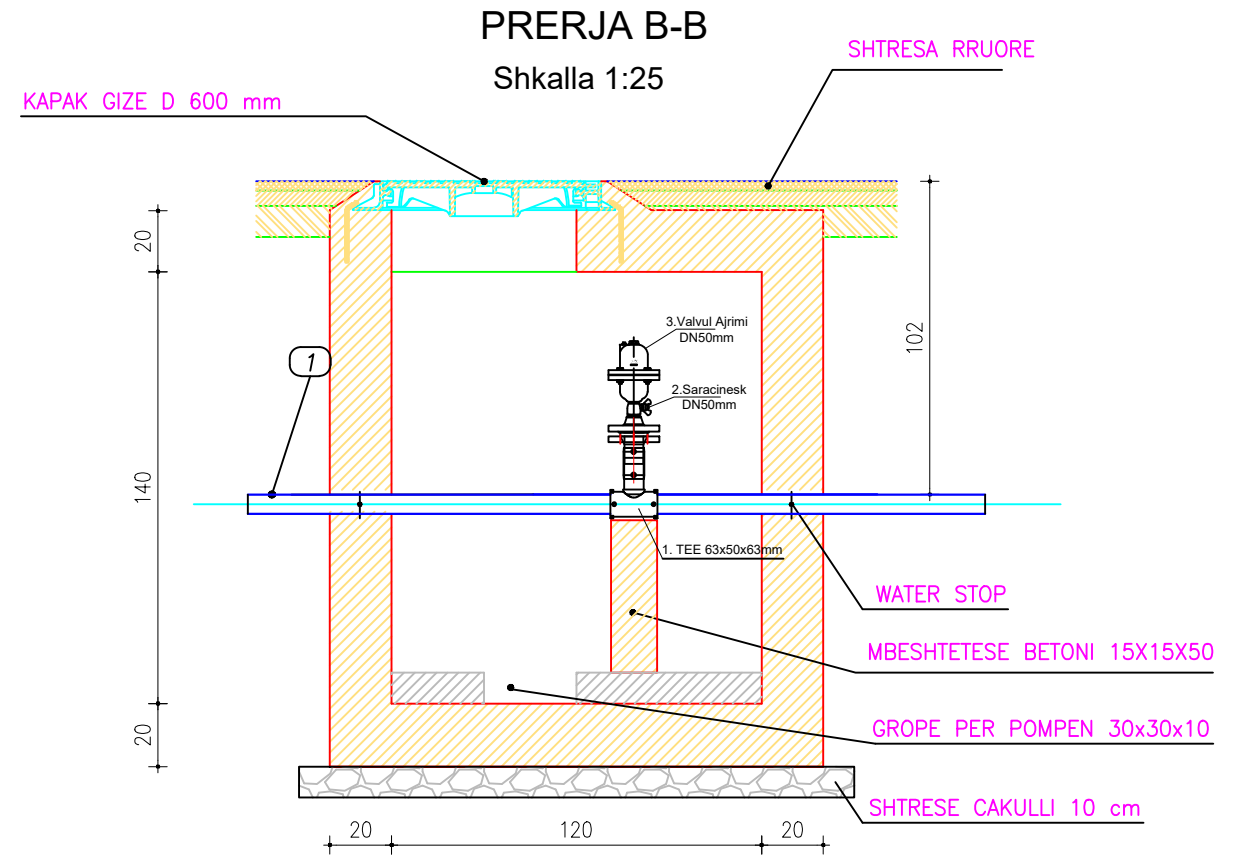 PRERJA B-B
Shkalla 1:25
SHTRESA RRUORE
KAPAK GIZE D 600 mm
20
3.Valvul Ajrimi
DN50mm
102
1
2.Saracinesk
DN50mm
140
1. TEE 63x50x63mm
WATER STOP
MBESHTETESE BETONI 15X15X50
20
GROPE PER POMPEN 30x30x10
SHTRESE CAKULLI 10 cm
20
120
20